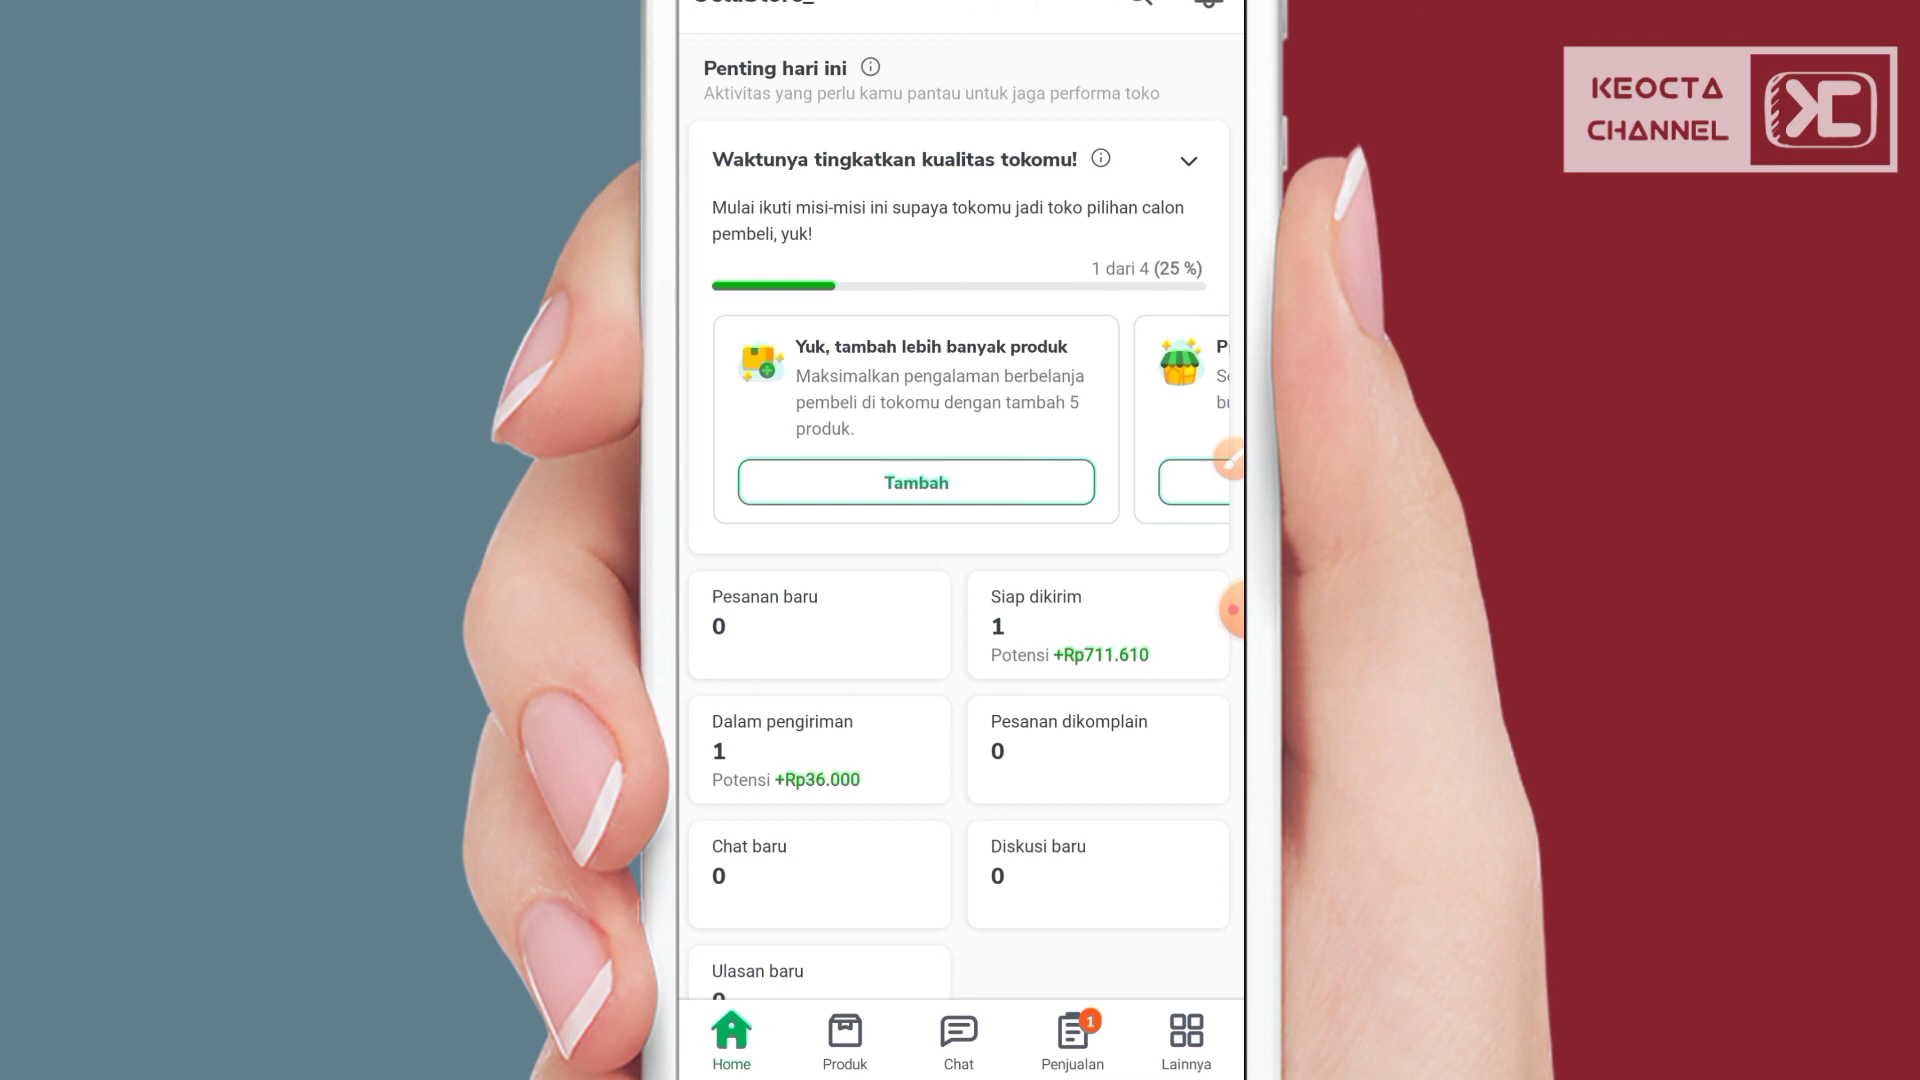 Penting hari ini
Aktivitas yang perlu kamu pantau untuk jaga performa toko
Waktunya tingkatkan kualitas tokomu!
Mulai ikuti misi-misi ini supaya tokomu jadi toko pilihan calon
pembeli, yuk!
1 dari 4 (25 %)
Yuk, tambah lebih banyak produk
Maksimalkan pengalaman berbelanja
pembeli di tokomu dengan tambah 5
produk.
Tambah
Pesanan baru
0
Siap dikirim
1
Potensi +Rp711.610
Dalam pengiriman
1
Potensi +Rp36.000
Pesanan dikomplain
0
Chat baru
0
Diskusi baru
0
Ulasan baru
Home
Produk
Chat
1
Penjualan
Lainnya
KEOCTA
CHANNEL
KC